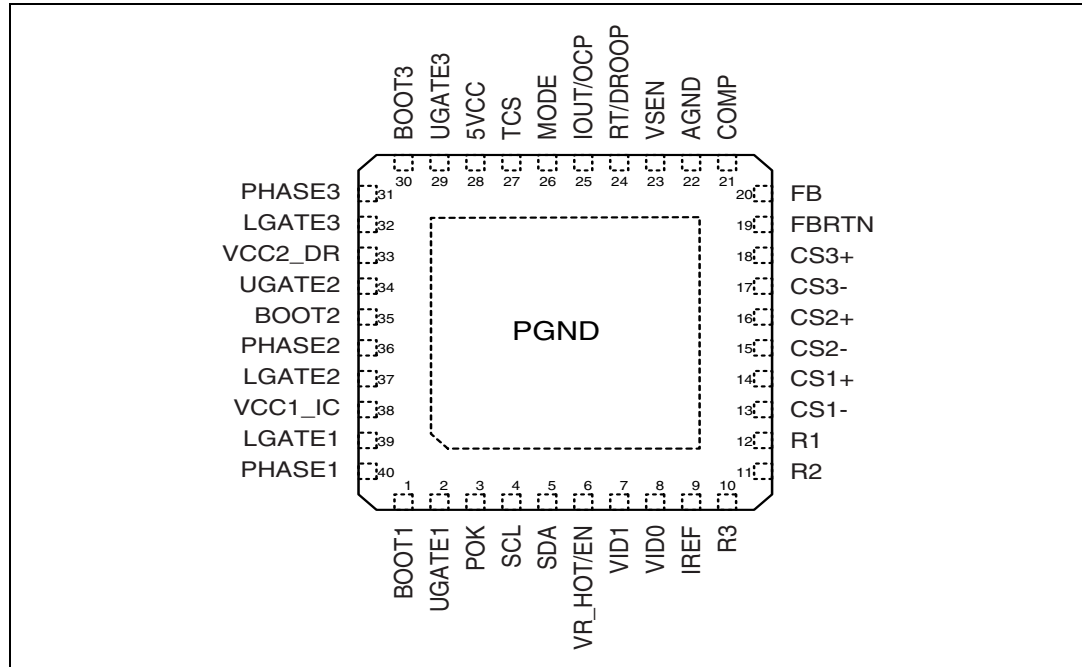 BOOT3
UGATE3
5VCC
TCS
MODE
IOUT/OCP
RT/DROOP
VSEN
AGND
COMP
30 29 28 27 26 25 24 23 22 21
PHASE3 31
LGATE3 32
VCC2_DR 33
UGATE2 34
BOOT2 35
PHASE2 36
LGATE2 37
VCC1_IC 38
LGATE1 39
PHASE1 40
PGND
20 FB
19 FBRTN
18 CS3+
17 CS3-
16 CS2+
15 CS2-
14 CS1+
13 CS1-
12 R1
11 R2
1 2 3 4 5 6 7 8 9 10
BOOT1
UGATE1
POK
SCL
SDA
VR_HOT/EN
VID1
VID0
IREF
R3